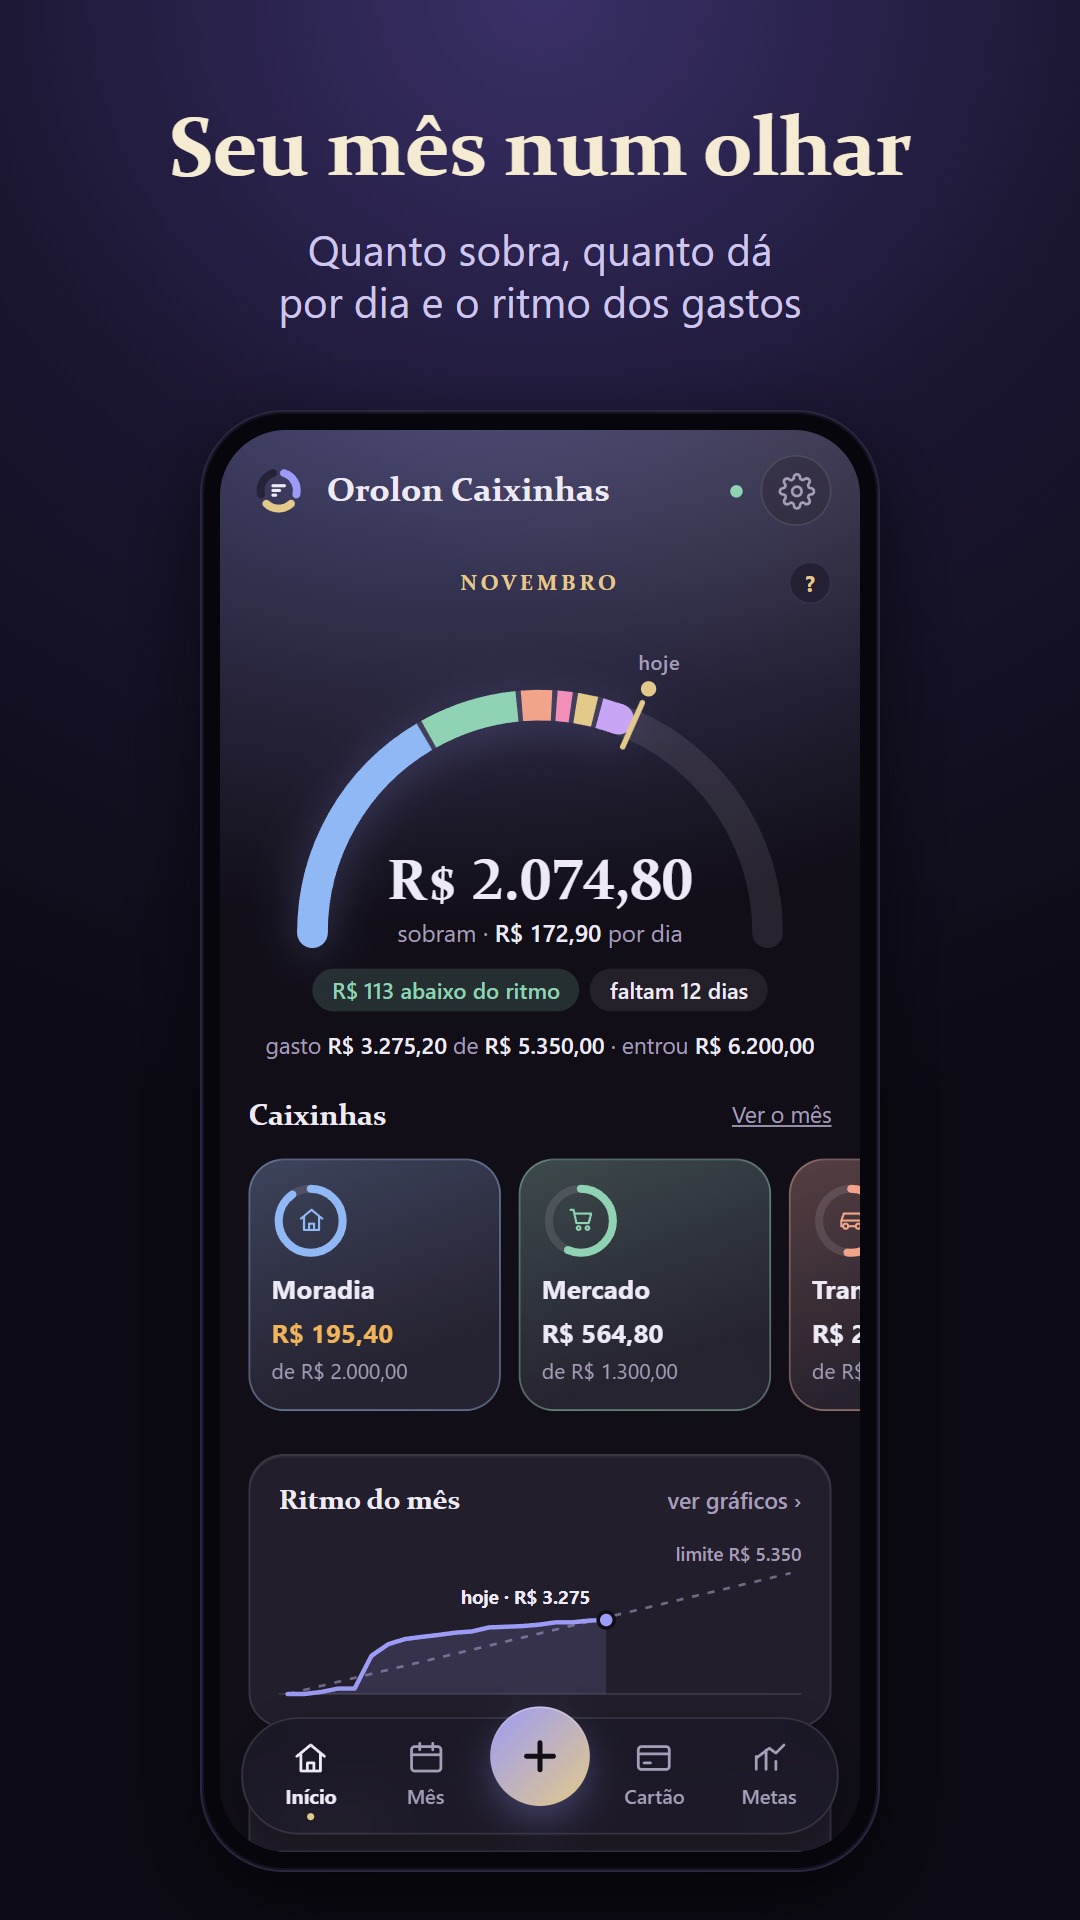 Seu mês num olhar
Quanto sobra, quanto dá
por dia e o ritmo dos gastos
Orolon Caixinhas
NOVEMBRO
?
hoje
R$ 2.074,80
sobram · R$ 172,90 por dia
R$ 113 abaixo do ritmo
faltam 12 dias
gasto R$ 3.275,20 de R$ 5.350,00 · entrou R$ 6.200,00
Caixinhas
Ver o mês
Moradia
R$ 195,40
de R$ 2.000,00
Mercado
R$ 564,80
de R$ 1.300,00
Tran
R$ 2
de R$
Ritmo do mês
ver gráficos ›
limite R$ 5.350
hoje · R$ 3.275
Início
Mês
+
Cartão
Metas